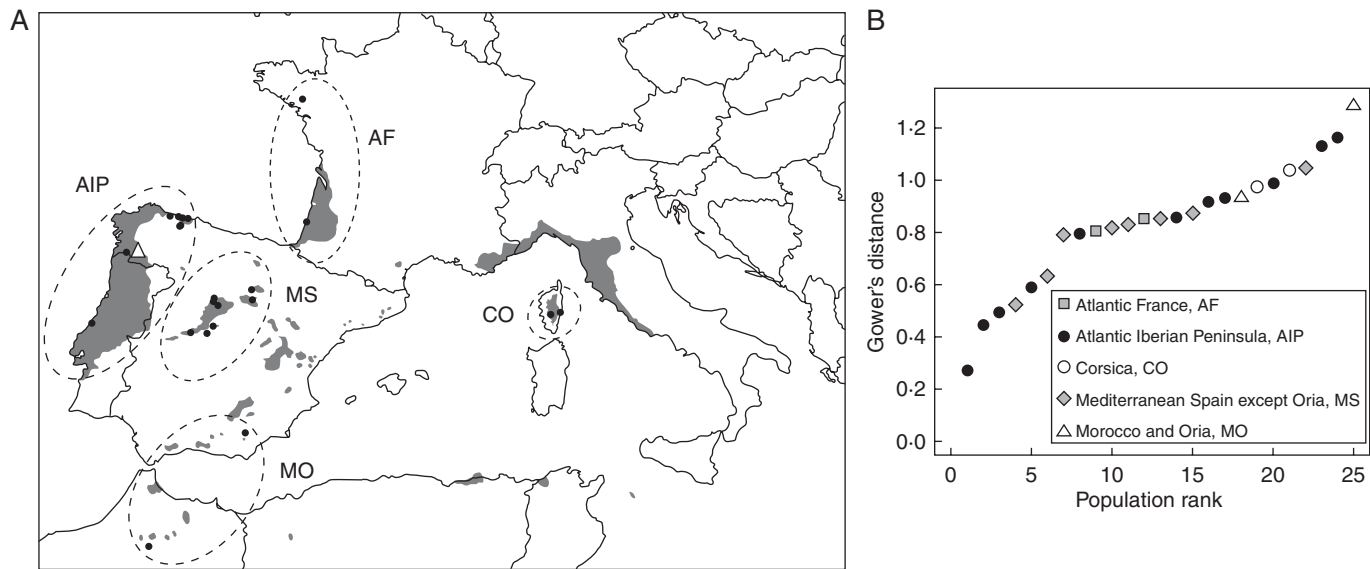 A
AF
AIP
MS
CO
MO
B
Gower's distance
1·2
1·0
0·8
0·6
0·4
0·2
0·0
Atlantic France, AF
Atlantic Iberian Peninsula, AIP
Corsica, CO
Mediterranean Spain except Oria, MS
Morocco and Oria, MO
0 5 10 15 20 25
Population rank